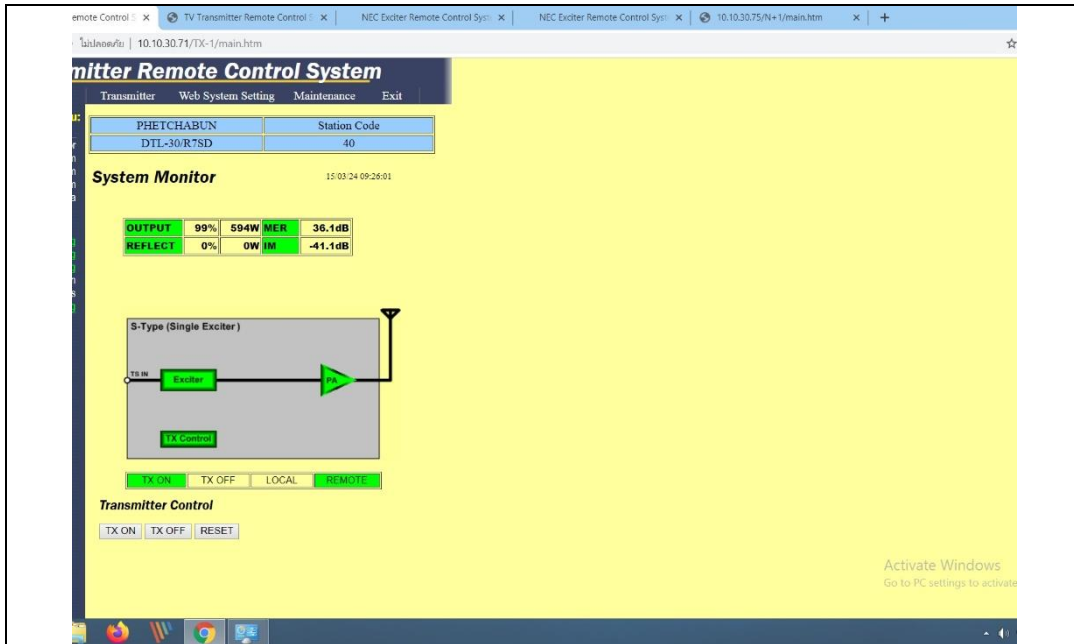 emote Control S
TV Transmitter Remote Control S
NEC Exciter Remote Control Syst
NEC Exciter Remote Control Syst
10.10.30.75/N+1/main.htm
ไม่ปลอดภัย | 10.10.30.71/TX-1/main.htm
mitter Remote Control System
Transmitter Web System Setting Maintenance Exit
PHETCHABUN Station Code
DTL-30/R7SD 40
System Monitor 15/03/24 09:26:01
OUTPUT 99% 594W MER 36.1dB
REFLECT 0% 0W IM -41.1dB
S-Type (Single Exciter)
TS IN
Exciter
PA
TX Control
TX ON TX OFF LOCAL REMOTE
Transmitter Control
TX ON TX OFF RESET
Activate Windows
Go to PC settings to activate